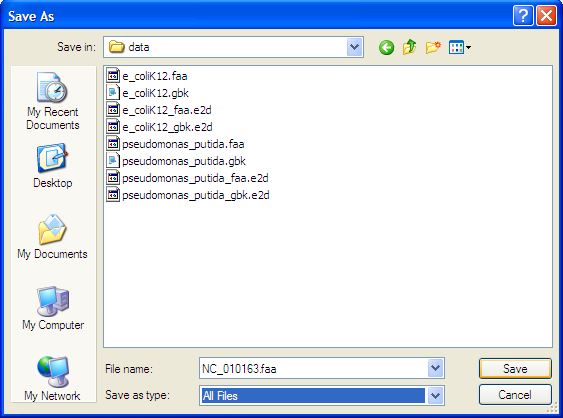 Save As
Save in:
data
My Recent
Documents
Desktop
My Documents
My Computer
My Network
e_coliK12.faa
e_coliK12.gbk
e_coliK12_faa.e2d
e_coliK12_gbk.e2d
pseudomonas_putida.faa
pseudomonas_putida.gbk
pseudomonas_putida_faa.e2d
pseudomonas_putida_gbk.e2d
File name:
NC_010163.faa
Save
Save as type:
All Files
Cancel